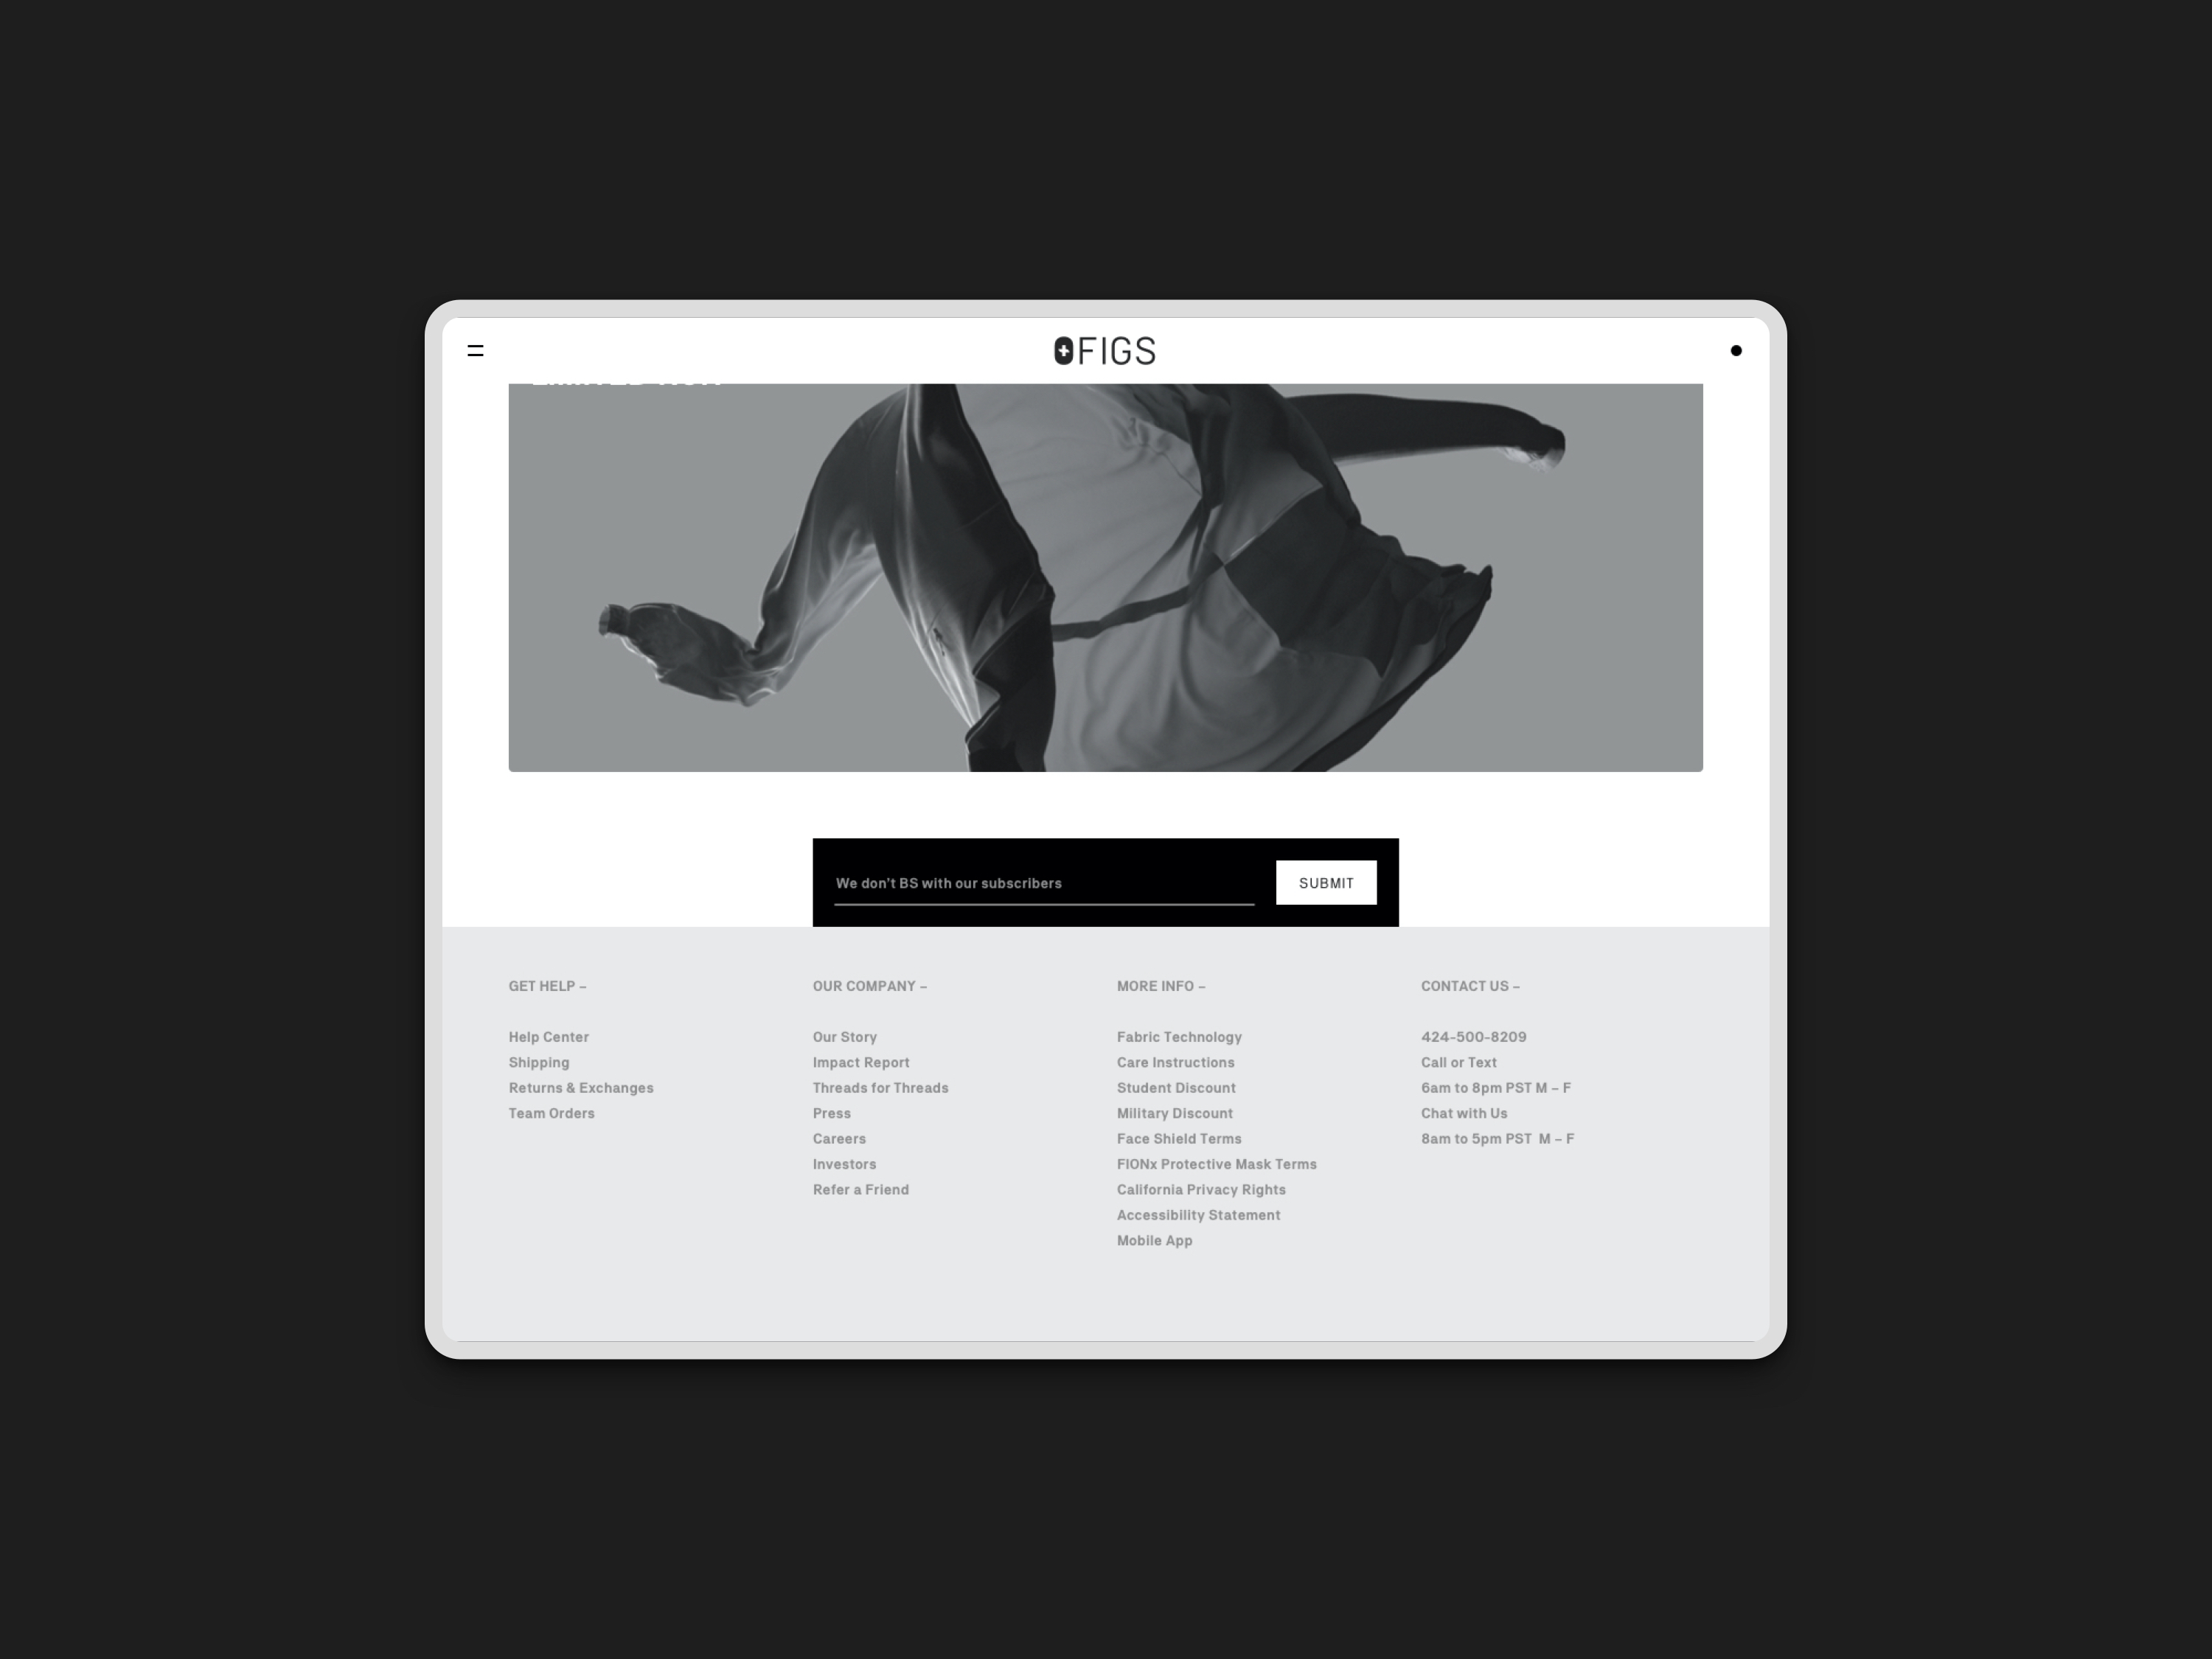 FIGS
We don't BS with our subscribers
SUBMIT
GET HELP –
Help Center
Shipping
Returns & Exchanges
Team Orders
OUR COMPANY –
Our Story
Impact Report
Threads for Threads
Press
Careers
Investors
Refer a Friend
MORE INFO –
Fabric Technology
Care Instructions
Student Discount
Military Discount
Face Shield Terms
FIONx Protective Mask Terms
California Privacy Rights
Accessibility Statement
Mobile App
CONTACT US –
424-500-8209
Call or Text
6am to 8pm PST M – F
Chat with Us
8am to 5pm PST  M – F